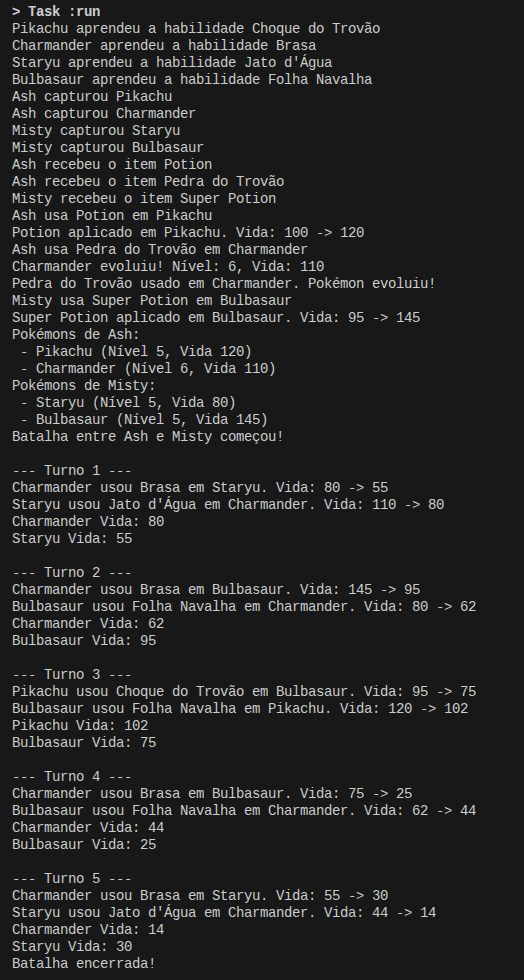 > Task :run
Pikachu aprendeu a habilidade Choque do Trovão
Charmander aprendeu a habilidade Brasa
Staryu aprendeu a habilidade Jato d'Água
Bulbasaur aprendeu a habilidade Folha Navalha
Ash capturou Pikachu
Ash capturou Charmander
Misty capturou Staryu
Misty capturou Bulbasaur
Ash recebeu o item Potion
Ash recebeu o item Pedra do Trovão
Misty recebeu o item Super Potion
Ash usa Potion em Pikachu
Potion aplicado em Pikachu. Vida: 100 -> 120
Ash usa Pedra do Trovão em Charmander
Charmander evoluiu! Nível: 6, Vida: 110
Pedra do Trovão usado em Charmander. Pokémon evoluiu!
Misty usa Super Potion em Bulbasaur
Super Potion aplicado em Bulbasaur. Vida: 95 -> 145
Pokémons de Ash:
 - Pikachu (Nível 5, Vida 120)
 - Charmander (Nível 6, Vida 110)
Pokémons de Misty:
 - Staryu (Nível 5, Vida 80)
 - Bulbasaur (Nível 5, Vida 145)
Batalha entre Ash e Misty começou!

--- Turno 1 ---
Charmander usou Brasa em Staryu. Vida: 80 -> 55
Staryu usou Jato d'Água em Charmander. Vida: 110 -> 80
Charmander Vida: 80
Staryu Vida: 55

--- Turno 2 ---
Charmander usou Brasa em Bulbasaur. Vida: 145 -> 95
Bulbasaur usou Folha Navalha em Charmander. Vida: 80 -> 62
Charmander Vida: 62
Bulbasaur Vida: 95

--- Turno 3 ---
Pikachu usou Choque do Trovão em Bulbasaur. Vida: 95 -> 75
Bulbasaur usou Folha Navalha em Pikachu. Vida: 120 -> 102
Pikachu Vida: 102
Bulbasaur Vida: 75

--- Turno 4 ---
Charmander usou Brasa em Bulbasaur. Vida: 75 -> 25
Bulbasaur usou Folha Navalha em Charmander. Vida: 62 -> 44
Charmander Vida: 44
Bulbasaur Vida: 25

--- Turno 5 ---
Charmander usou Brasa em Staryu. Vida: 55 -> 30
Staryu usou Jato d'Água em Charmander. Vida: 44 -> 14
Charmander Vida: 14
Staryu Vida: 30
Batalha encerrada!